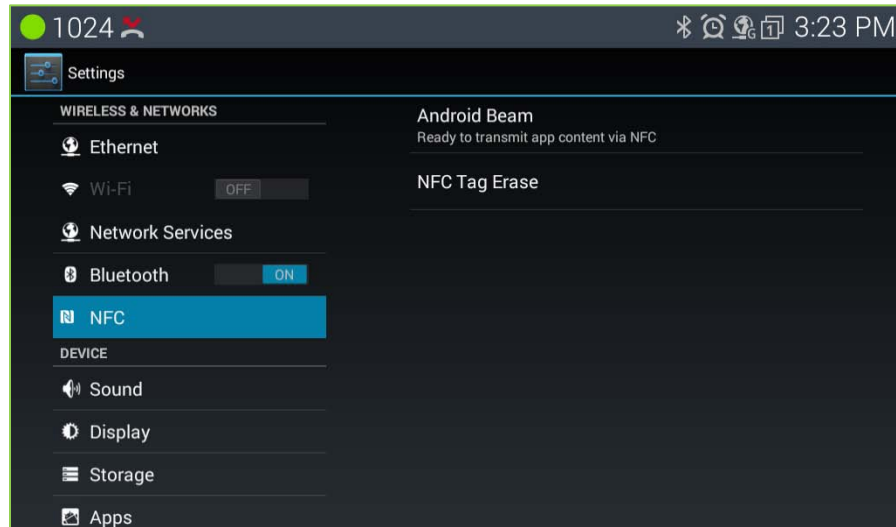 1024
G 1 3:23 PM
Settings
WIRELESS & NETWORKS
Ethernet
Wi-Fi OFF
Network Services
Bluetooth ON
NFC
DEVICE
Sound
Display
Storage
Apps
Android Beam
Ready to transmit app content via NFC
NFC Tag Erase